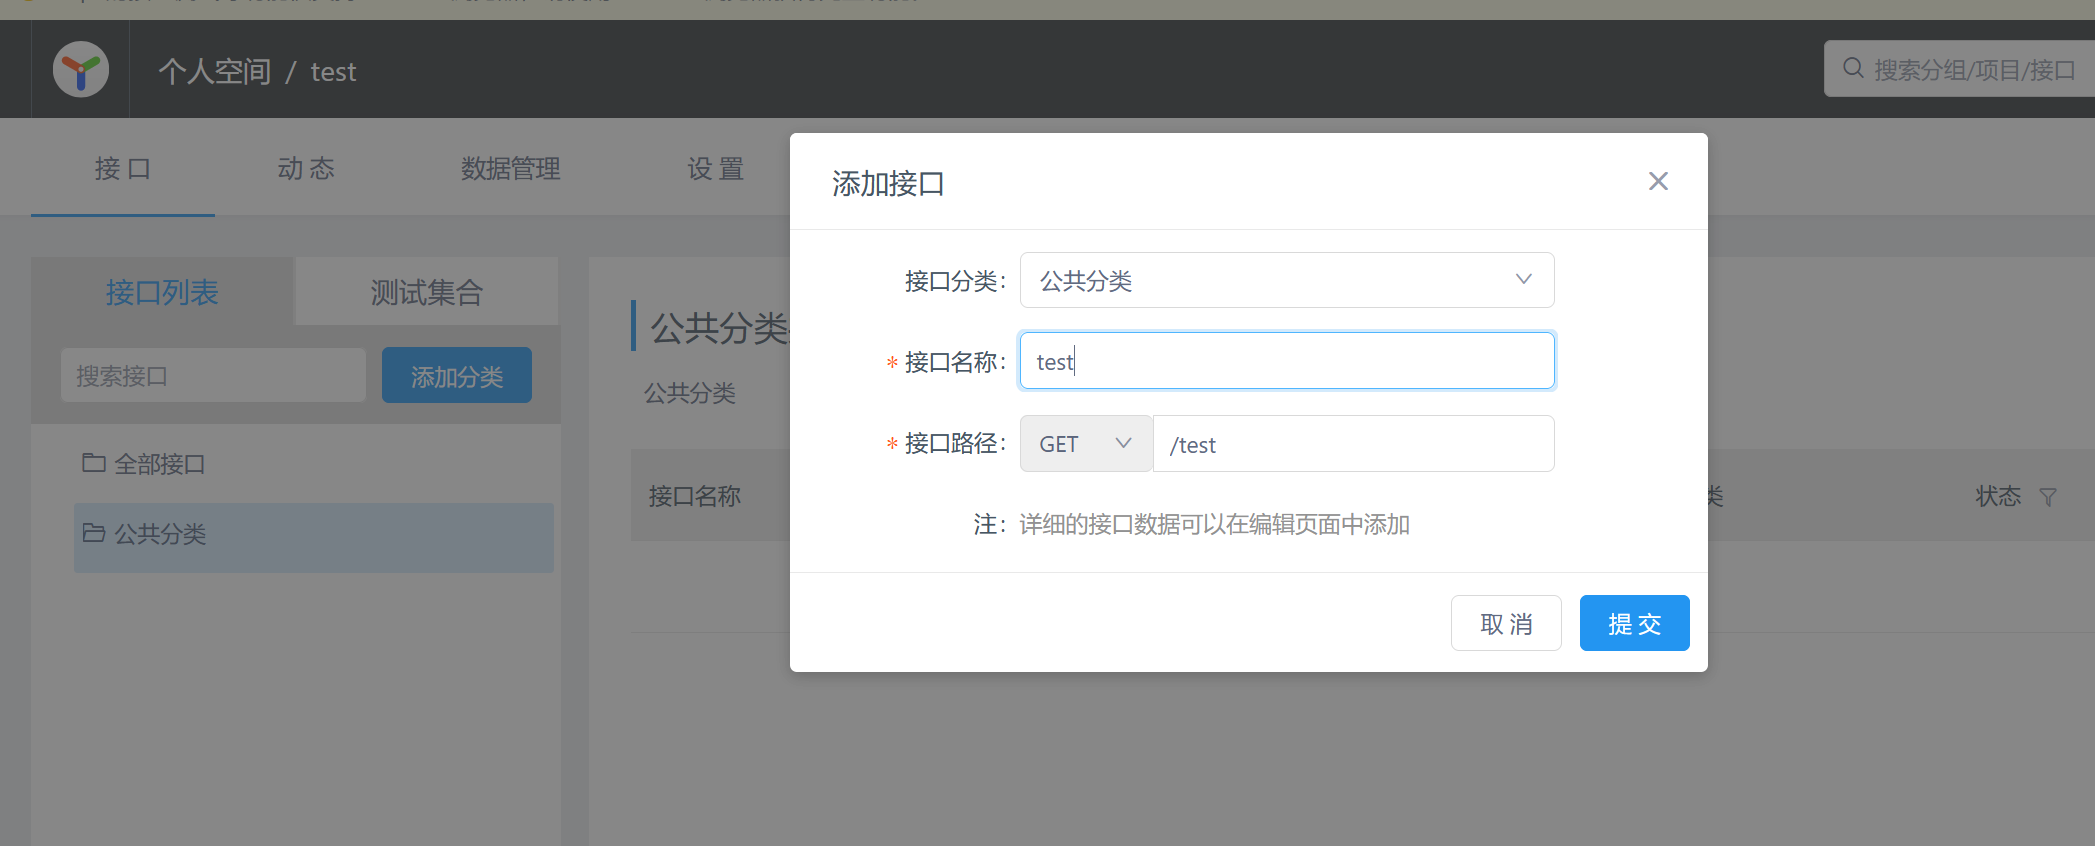 个人空间 / test
搜索分组/项目/接口
接 口
动 态
数据管理
设 置
添加接口
接口列表
测试集合
接口分类:
公共分类
公共分类
搜索接口
添加分类
* 接口名称:
test
公共分类
* 接口路径:
GET
/test
全部接口
接口名称
类
状态
注:
详细的接口数据可以在编辑页面中添加
公共分类
取 消
提 交